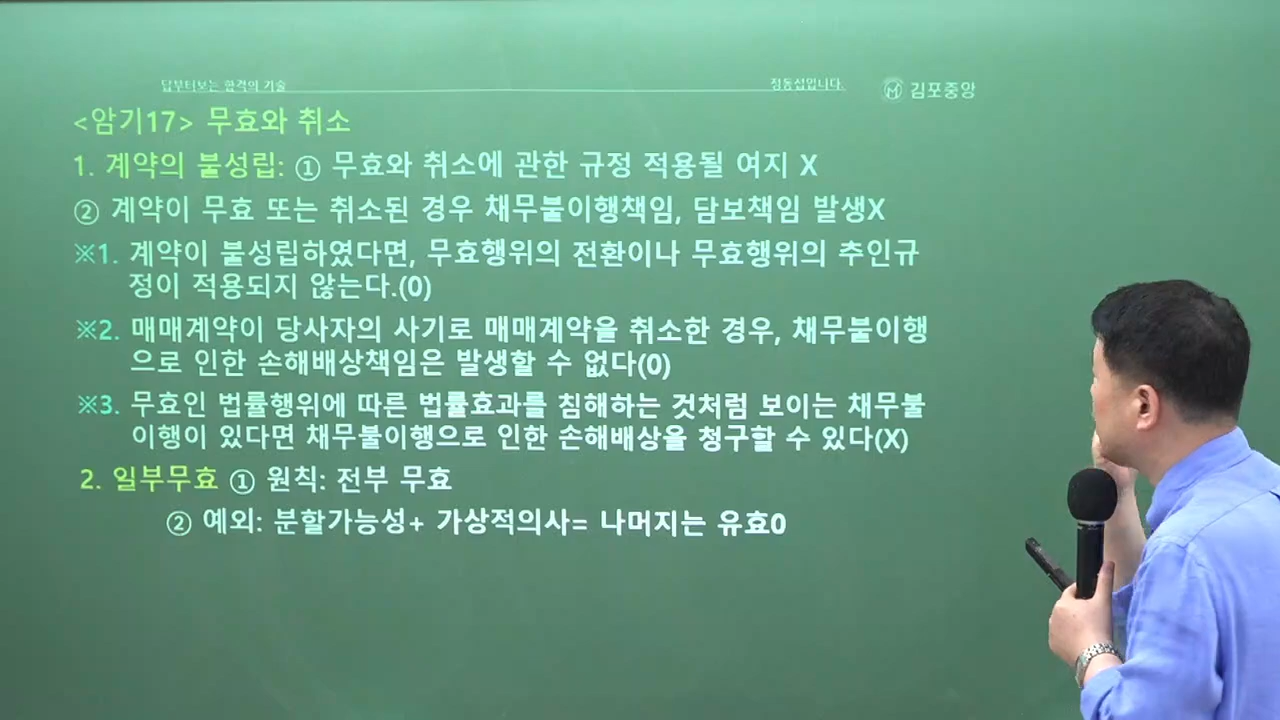 답부터보는 합격의 기술
정동섭입니다.
김포중앙
<암기17> 무효와 취소
1. 계약의 불성립: ① 무효와 취소에 관한 규정 적용될 여지 X
② 계약이 무효 또는 취소된 경우 채무불이행책임, 담보책임 발생X
※1. 계약이 불성립하였다면, 무효행위의 전환이나 무효행위의 추인규
정이 적용되지 않는다.(0)
※2. 매매계약이 당사자의 사기로 매매계약을 취소한 경우, 채무불이행
으로 인한 손해배상책임은 발생할 수 없다(0)
※3. 무효인 법률행위에 따른 법률효과를 침해하는 것처럼 보이는 채무불
이행이 있다면 채무불이행으로 인한 손해배상을 청구할 수 있다(X)
2. 일부무효 ① 원칙: 전부 무효
② 예외: 분할가능성+ 가상적의사= 나머지는 유효0